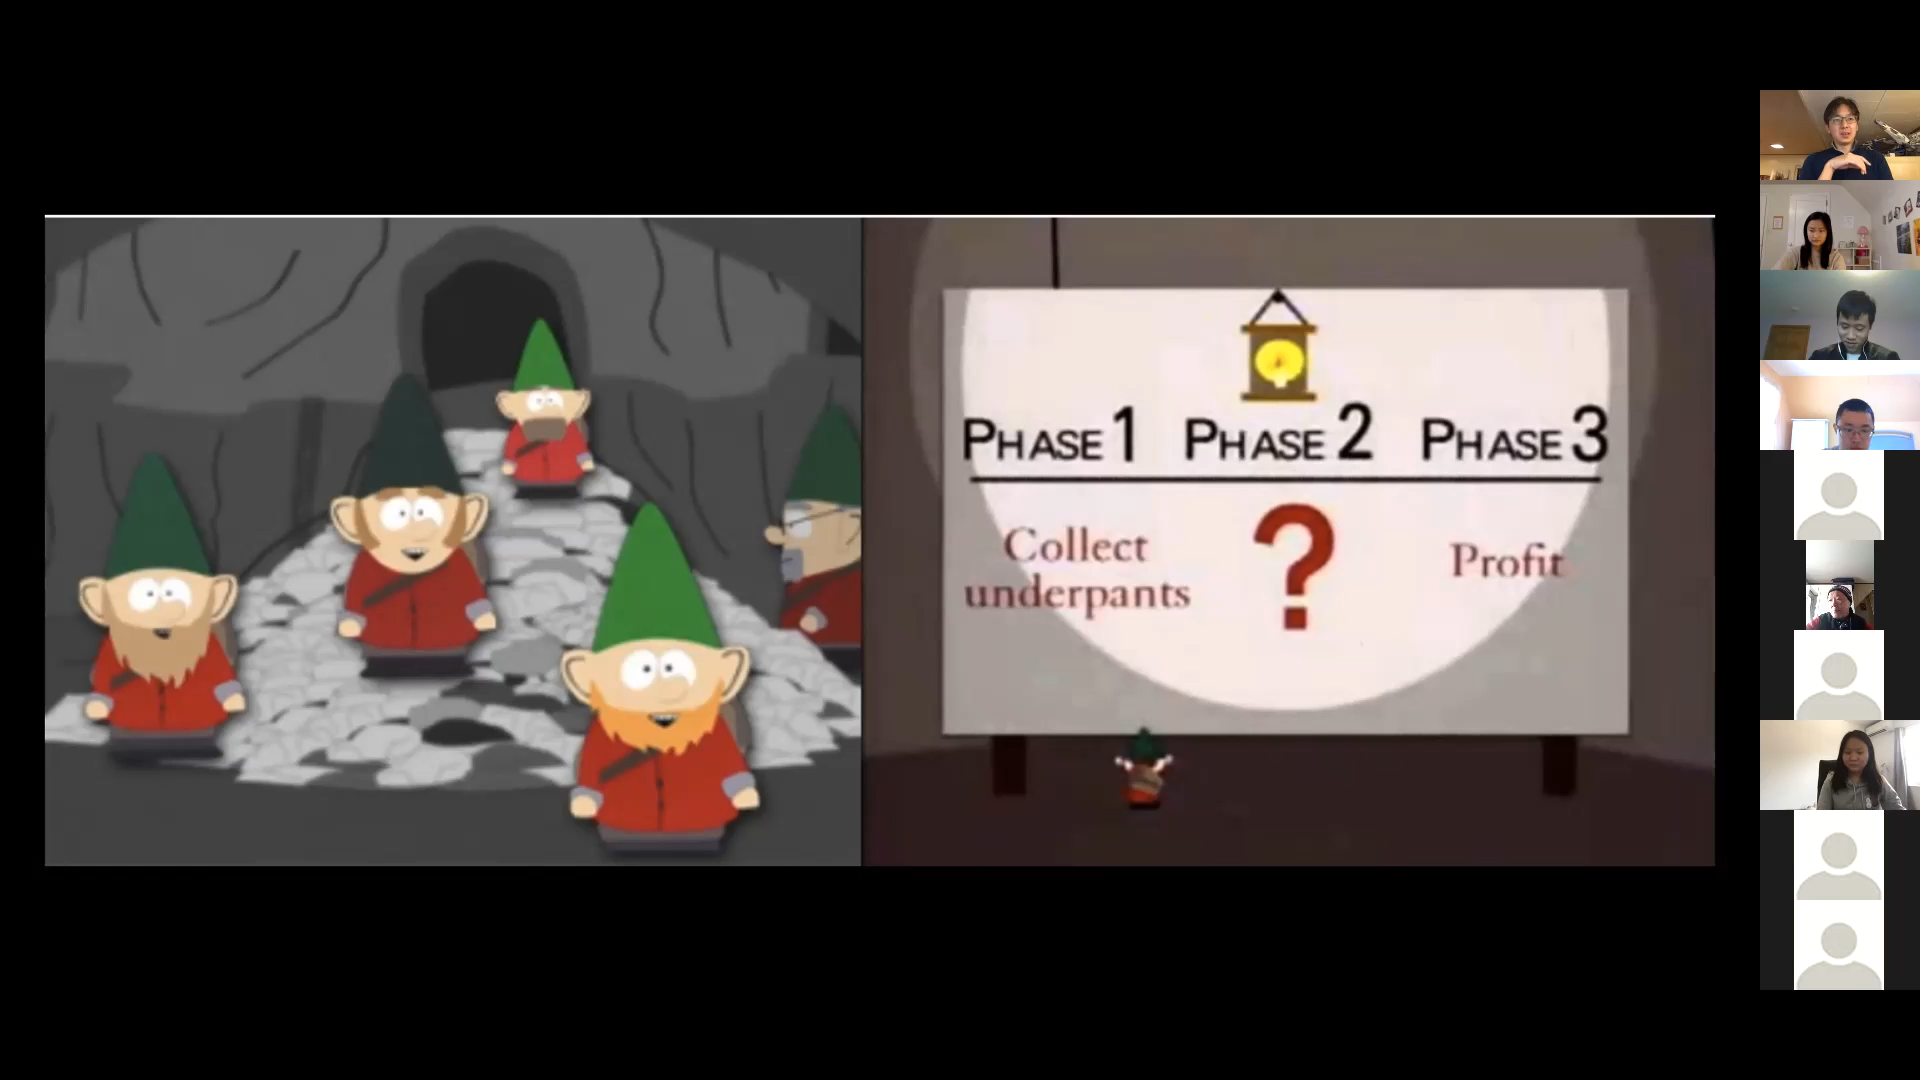 PHASE 1 PHASE 2 PHASE 3
Collect
underpants
?
Profit